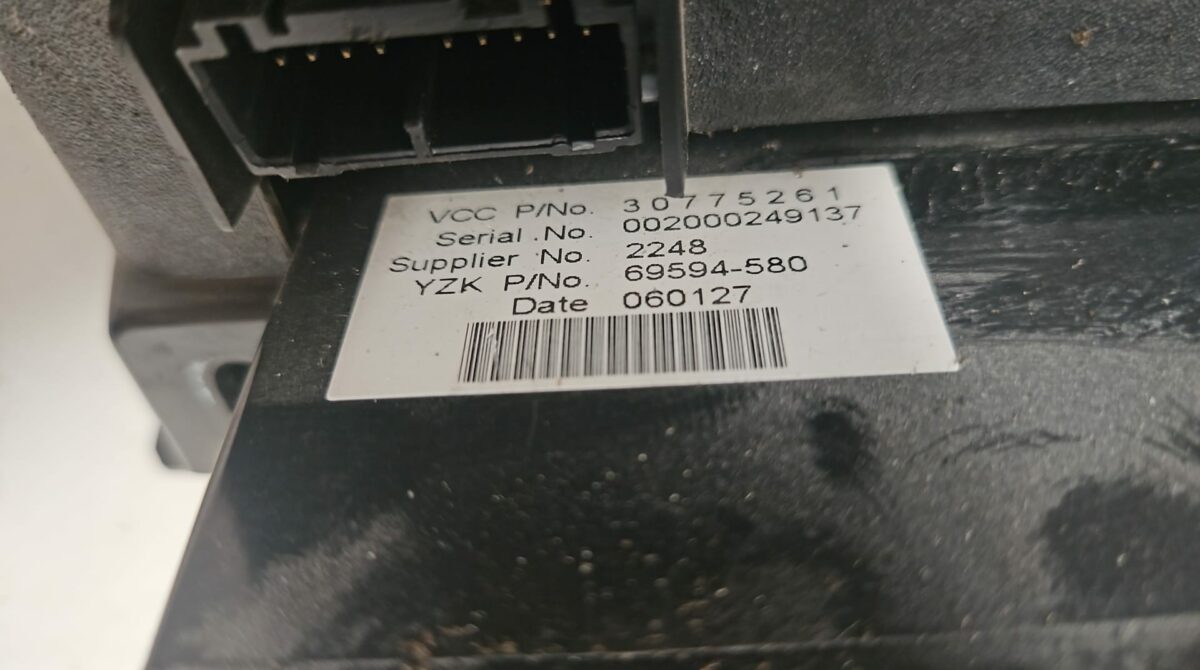 VCC P/No. 30775261
Serial .No. 002000249137
Supplier No. 2248
YZK P/No. 69594-580
Date 060127